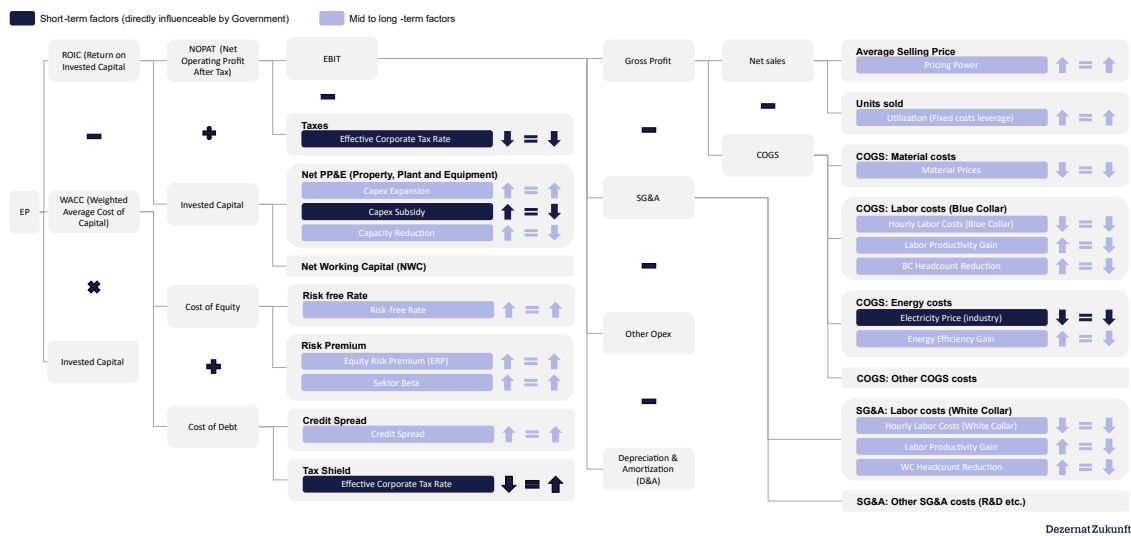 Short-term factors (directly influenceable by Government)
Mid to long -term factors
EP
ROIC (Return on
Invested Capital
WACC (Weighted
Average Cost of
Capital)
Invested Capital
NOPAT (Net
Operating Profit
After Tax)
Invested Capital
Cost of Equity
Cost of Debt
EBIT
Taxes
Effective Corporate Tax Rate
Net PP&E (Property, Plant and Equipment)
Capex Expansion
Capex Subsidy
Capacity Reduction
Net Working Capital (NWC)
Risk free Rate
Risk-free Rate
Risk Premium
Equity Risk Premium (ERP)
Sektor Beta
Credit Spread
Credit Spread
Tax Shield
Effective Corporate Tax Rate
Gross Profit
SG&A
Other Opex
Depreciation &
Amortization
(D&A)
Net sales
COGS
Average Selling Price
Pricing Power
Units sold
Utilization (Fixed costs leverage)
COGS: Material costs
Material Prices
COGS: Labor costs (Blue Collar)
Hourly Labor Costs (Blue Collar)
Labor Productivity Gain
BC Headcount Reduction
COGS: Energy costs
Electricity Price (industry)
Energy Efficiency Gain
COGS: Other COGS costs
SG&A: Labor costs (White Collar)
Hourly Labor Costs (White Collar)
Labor Productivity Gain
WC Headcount Reduction
SG&A: Other SG&A costs (R&D etc.)
Dezernat Zukunft